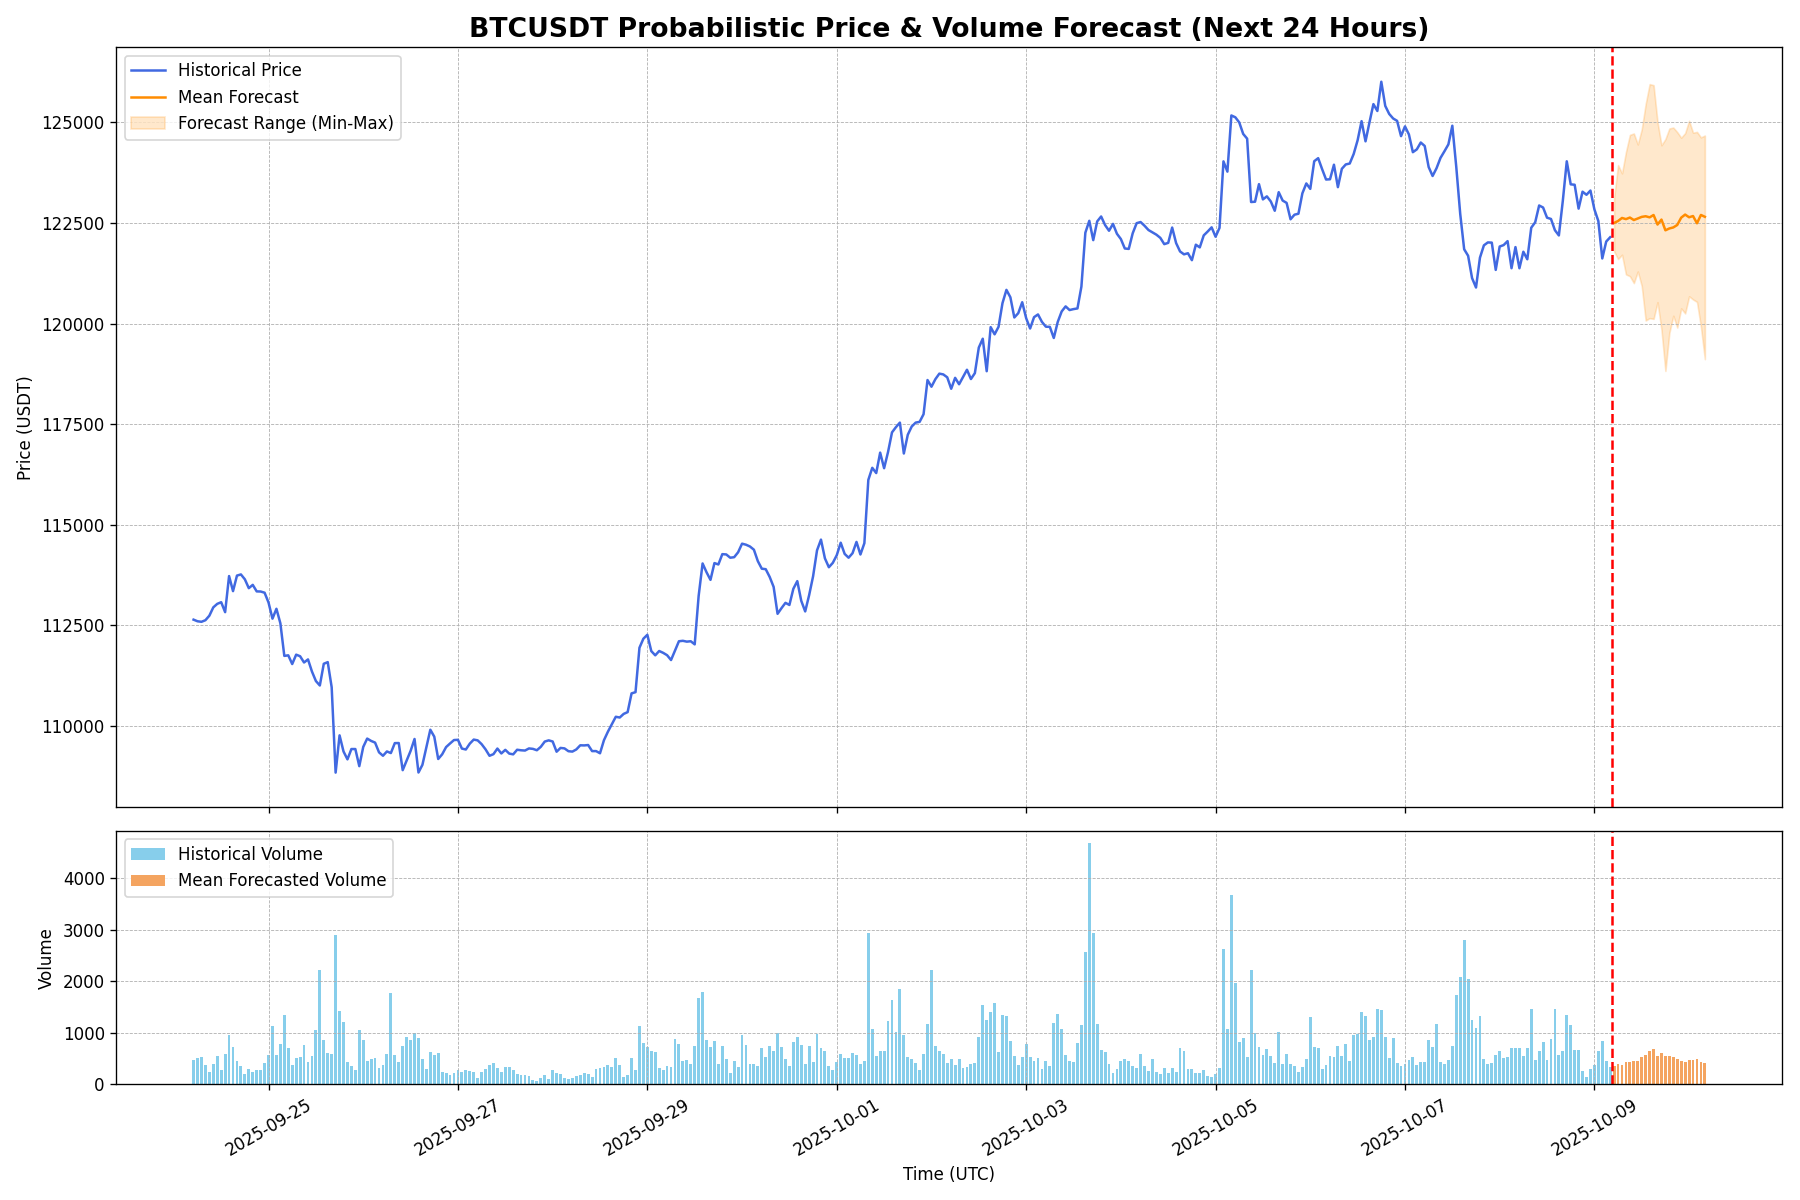 BTCUSDT Probabilistic Price & Volume Forecast (Next 24 Hours)
Historical Price
Mean Forecast
Forecast Range (Min-Max)
Price (USDT)
125000
122500
120000
117500
115000
112500
110000
Historical Volume
Mean Forecasted Volume
Volume
4000
3000
2000
1000
0
2025-09-25
2025-09-27
2025-09-29
2025-10-01
2025-10-03
2025-10-05
2025-10-07
2025-10-09
Time (UTC)